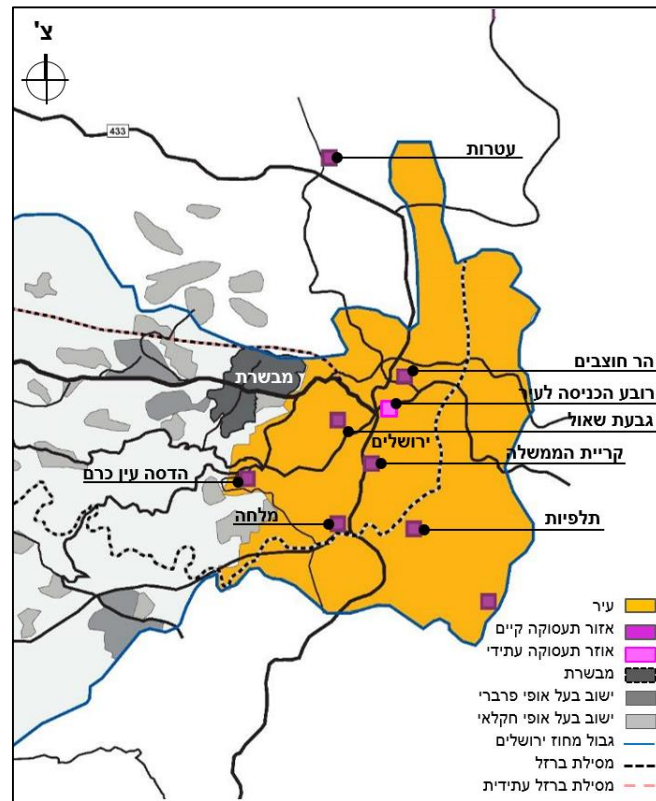 צ'
433
עטרות
הר חוצבים
רובע הכניסה לעיר
גבעת שאול
קריית הממשלה
מבשרת
ירושלים
הדסה עין כרם
מלחה
תלפיות
עיר
אזור תעסוקה קיים
אוזר תעסוקה עתידי
מבשרת
ישוב בעל אופי פרברי
ישוב בעל אופי חקלאי
גבול מחוז ירושלים
מסילת ברזל
מסילת ברזל עתידית